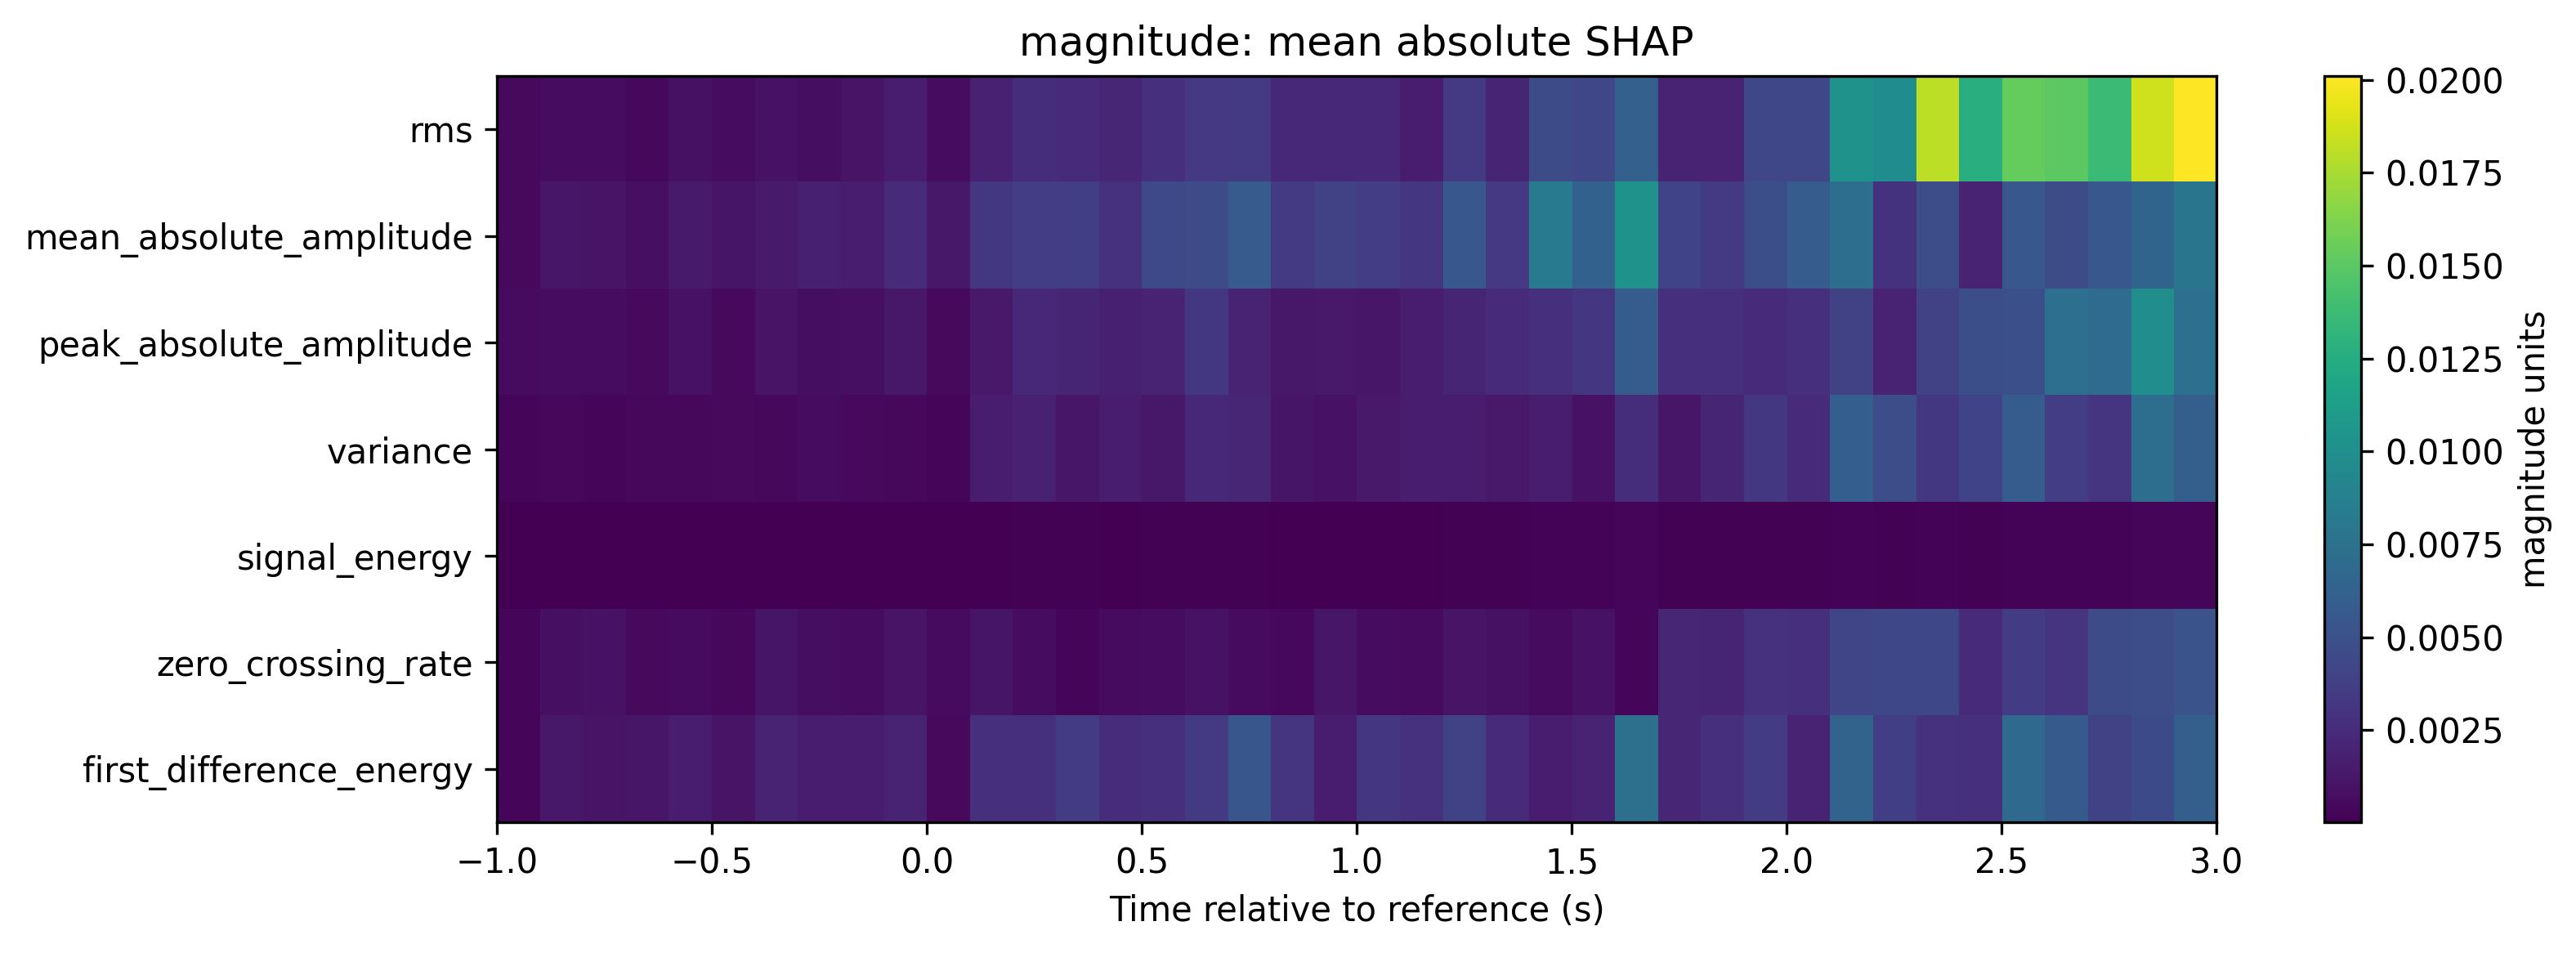 magnitude: mean absolute SHAP
rms
mean_absolute_amplitude
peak_absolute_amplitude
variance
signal_energy
zero_crossing_rate
first_difference_energy
−1.0 −0.5 0.0 0.5 1.0 1.5 2.0 2.5 3.0
Time relative to reference (s)
0.0200
0.0175
0.0150
0.0125
0.0100
0.0075
0.0050
0.0025
magnitude units